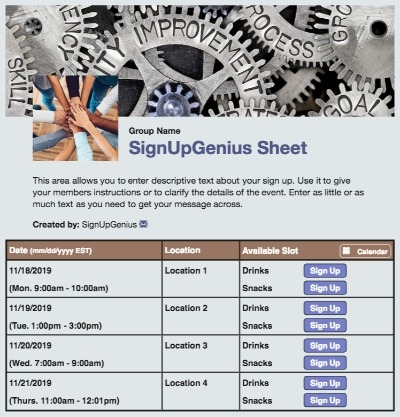 SKILL
ENCY
TY IMPROVEMENT
PROCESS
GRO
GOAL
Group Name
SignUpGenius Sheet
This area allows you to enter descriptive text about your sign up. Use it to give
your members instructions or to clarify the details of the event. Enter as little or as
much text as you need to get your message across.
Created by: SignUpGenius
Date (mm/dd/yyyy EST) Location Available Slot Calender
11/18/2019 Location 1 Drinks Sign Up
(Mon. 9:00am - 10:00am) Snacks Sign Up
11/19/2019 Location 2 Drinks Sign Up
(Tue. 1:00pm - 3:00pm) Snacks Sign Up
11/20/2019 Location 3 Drinks Sign Up
(Wed. 7:00am - 9:00am) Snacks Sign Up
11/21/2019 Location 4 Drinks Sign Up
(Thurs. 11:00am - 12:01pm) Snacks Sign Up